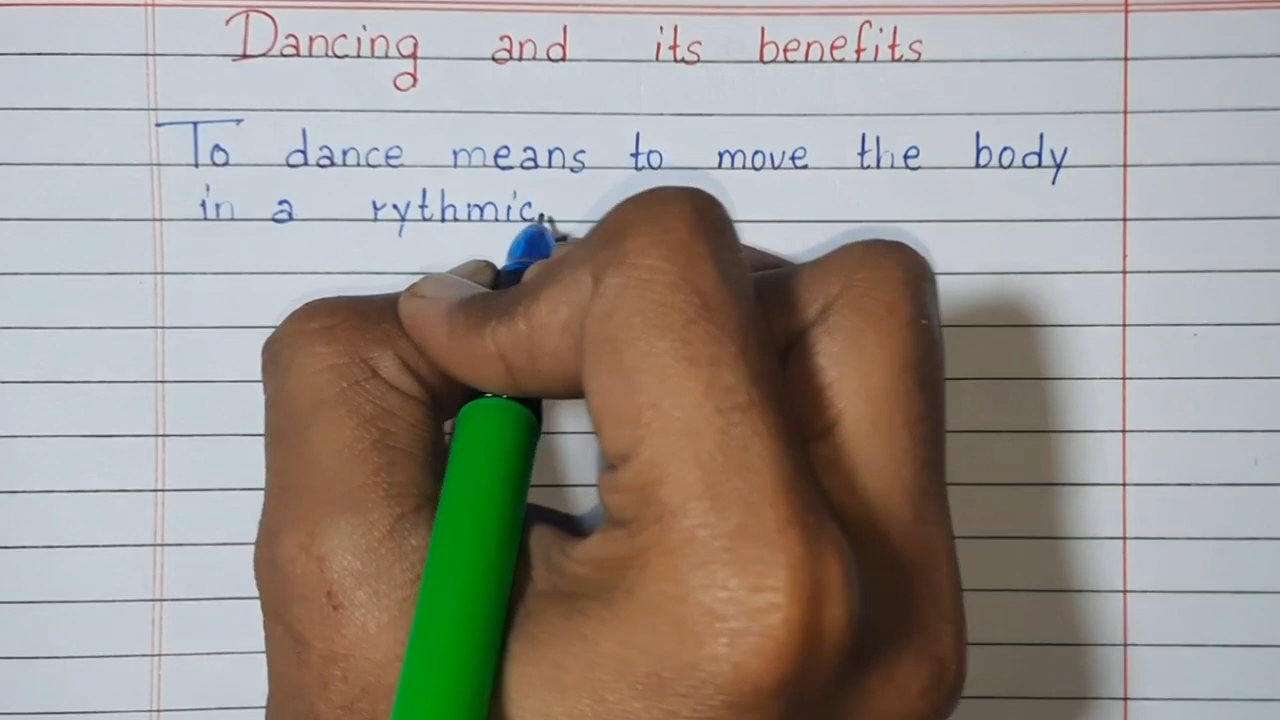 Dancing and its benefits
To dance means to move the body
in a rythmic